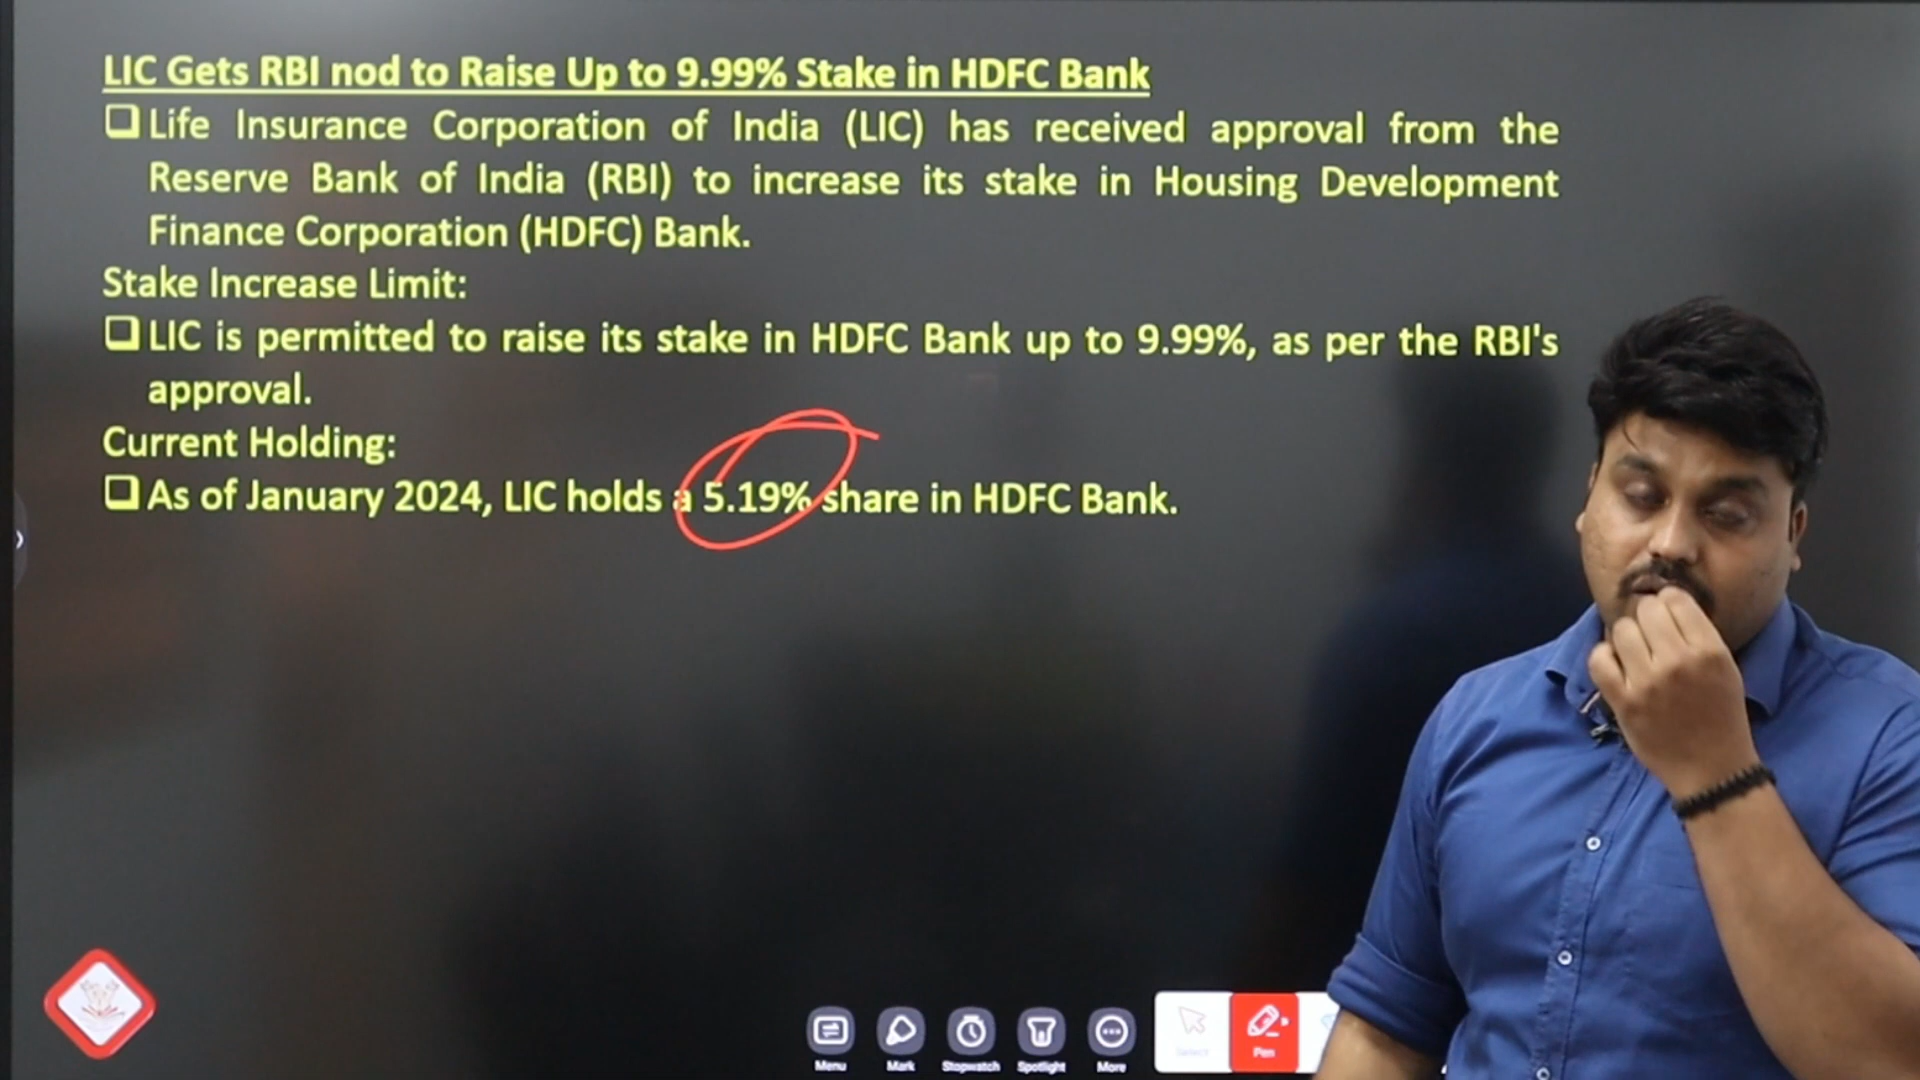 LIC Gets RBI nod to Raise Up to 9.99% Stake in HDFC Bank
❑ Life Insurance Corporation of India (LIC) has received approval from the
Reserve Bank of India (RBI) to increase its stake in Housing Development
Finance Corporation (HDFC) Bank.
Stake Increase Limit:
❑ LIC is permitted to raise its stake in HDFC Bank up to 9.99%, as per the RBI's
approval.
Current Holding:
❑ As of January 2024, LIC holds a 5.19% share in HDFC Bank.
Menu Mark Stopwatch Spotlight More Select Pen